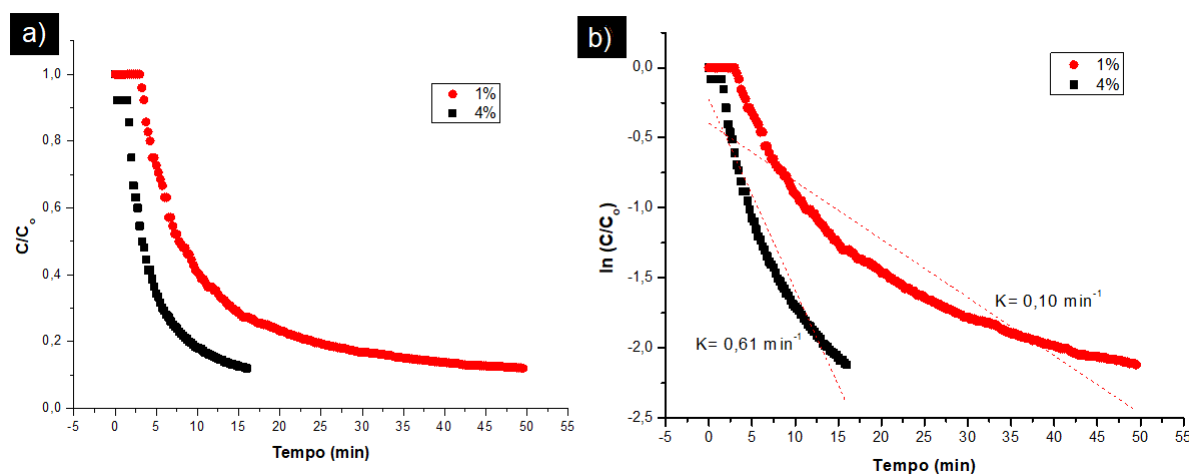 a)
C/C₀
1,0
0,8
0,6
0,4
0,2
0,0
1%
4%
-5 0 5 10 15 20 25 30 35 40 45 50 55
Tempo (min)
b)
ln (C/C₀)
0,0
-0,5
-1,0
-1,5
-2,0
-2,5
1%
4%
K= 0,10 min⁻¹
K= 0,61 min⁻¹
-5 0 5 10 15 20 25 30 35 40 45 50 55
Tempo (min)